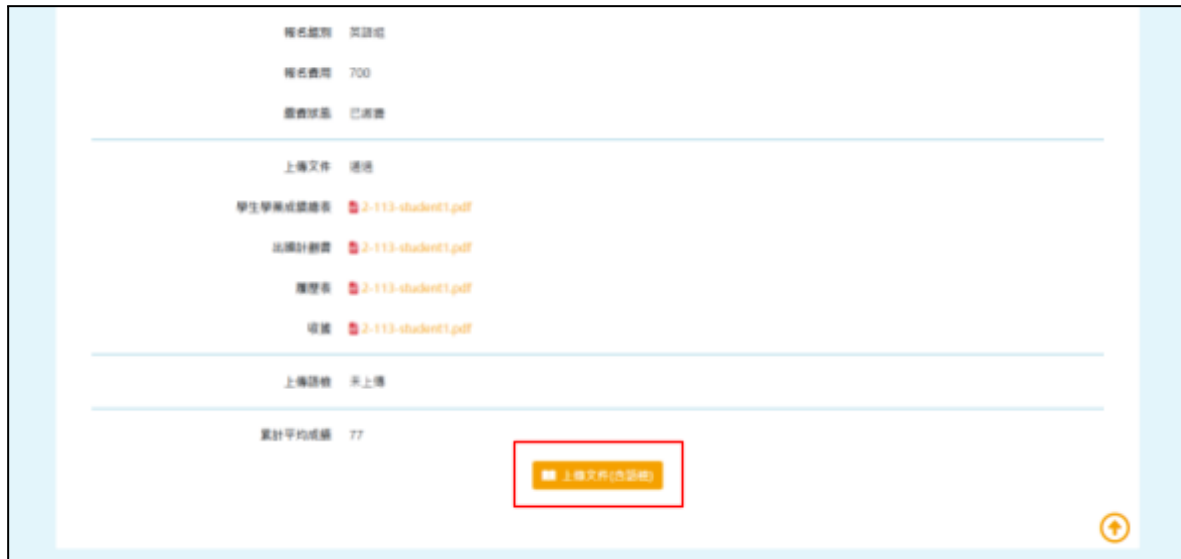 報名組別 英語組
報名費用 700
繳費狀態 已繳費
上傳文件 通過
學生學業成績總表 2-113-student1.pdf
出國計劃書 2-113-student1.pdf
履歷表 2-113-student1.pdf
收據 2-113-student1.pdf
上傳語檢 未上傳
累計平均成績 77
上傳文件(含語檢)